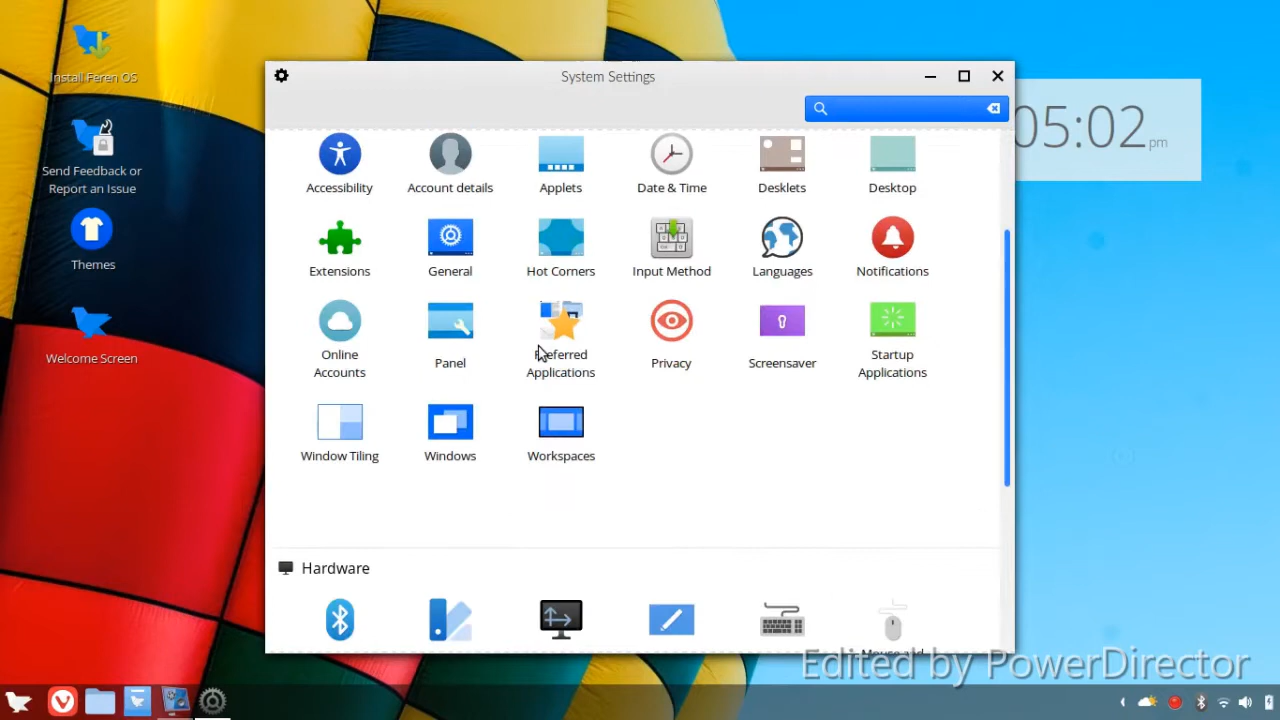 Install Feren OS
System Settings
05:02 pm
Send Feedback or
Report an Issue
Accessibility
Account details
Applets
Date & Time
Desklets
Desktop
Themes
Extensions
General
Hot Corners
Input Method
Languages
Notifications
Welcome Screen
Online
Accounts
Panel
Preferred
Applications
Privacy
Screensaver
Startup
Applications
Window Tiling
Windows
Workspaces
Hardware
Mouse and
Edited by PowerDirector